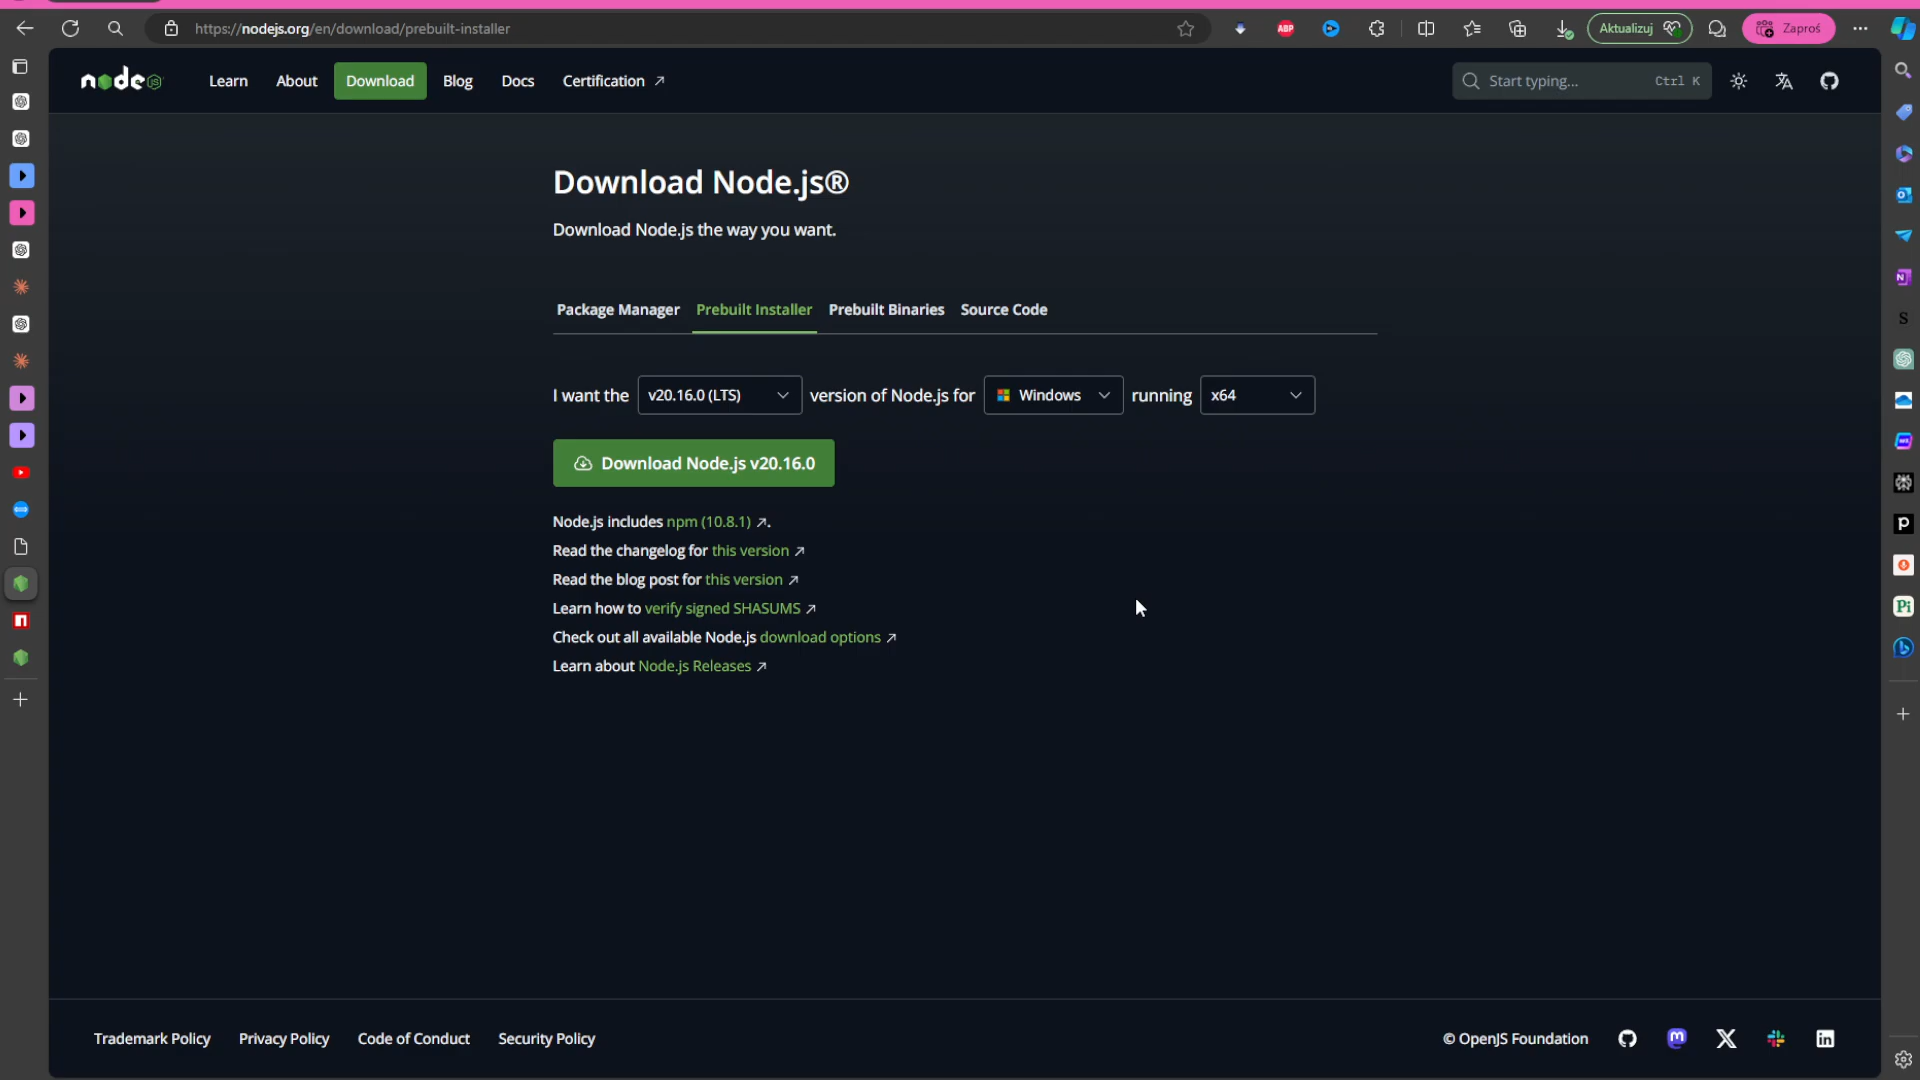 https://nodejs.org/en/download/prebuilt-installer
ABP
Aktualizuj
Zaproś
node JS
Learn
About
Download
Blog
Docs
Certification ↗
Start typing...
Ctrl K
Download Node.js®
Download Node.js the way you want.
Package Manager
Prebuilt Installer
Prebuilt Binaries
Source Code
I want the v20.16.0 (LTS) version of Node.js for Windows running x64
Download Node.js v20.16.0
Node.js includes npm (10.8.1) ↗.
Read the changelog for this version ↗
Read the blog post for this version ↗
Learn how to verify signed SHASUMS ↗
Check out all available Node.js download options ↗
Learn about Node.js Releases ↗
Trademark Policy
Privacy Policy
Code of Conduct
Security Policy
© OpenJS Foundation